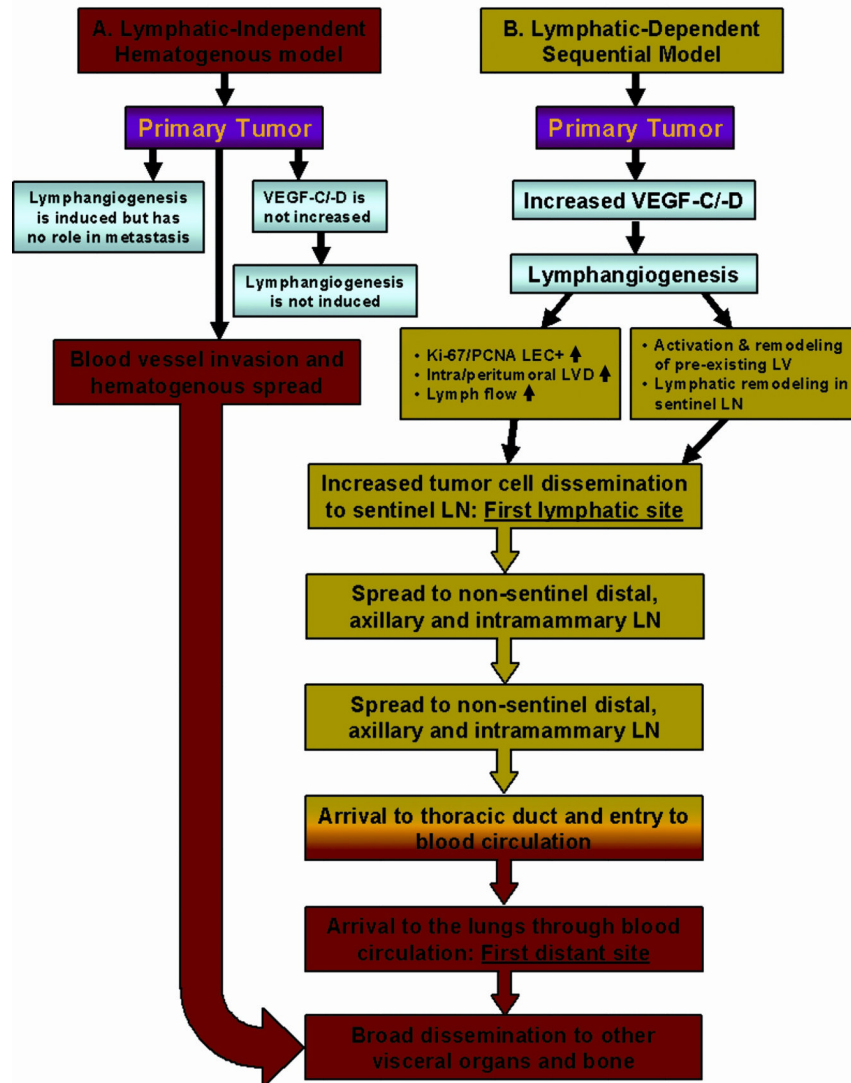 A. Lymphatic-Independent
Hematogenous model
Primary Tumor
Lymphangiogenesis
is induced but has
no role in metastasis
VEGF-C/-D is
not increased
Lymphangiogenesis
is not induced
Blood vessel invasion and
hematogenous spread
B. Lymphatic-Dependent
Sequential Model
Primary Tumor
Increased VEGF-C/-D
Lymphangiogenesis
• Ki-67/PCNA LEC+ ⬆
• Intra/peritumoral LVD ⬆
• Lymph flow ⬆
• Activation & remodeling
of pre-existing LV
• Lymphatic remodeling in
sentinel LN
Increased tumor cell dissemination
to sentinel LN: First lymphatic site
Spread to non-sentinel distal,
axillary and intramammary LN
Spread to non-sentinel distal,
axillary and intramammary LN
Arrival to thoracic duct and entry to
blood circulation
Arrival to the lungs through blood
circulation: First distant site
Broad dissemination to other
visceral organs and bone